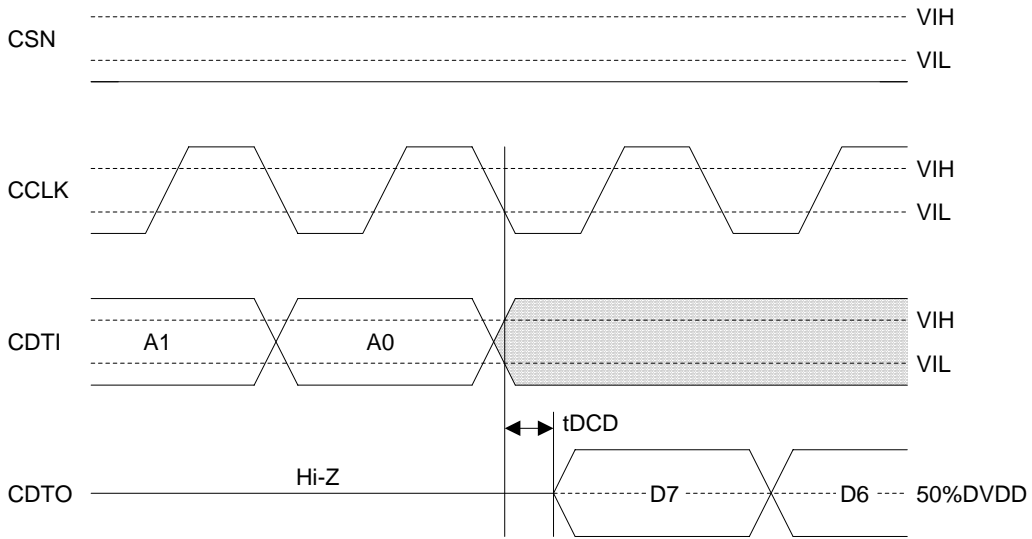 CSN
VIH
VIL
CCLK
VIH
VIL
CDTI
A1
A0
VIH
VIL
tDCD
CDTO
Hi-Z
D7
D6
50%DVDD